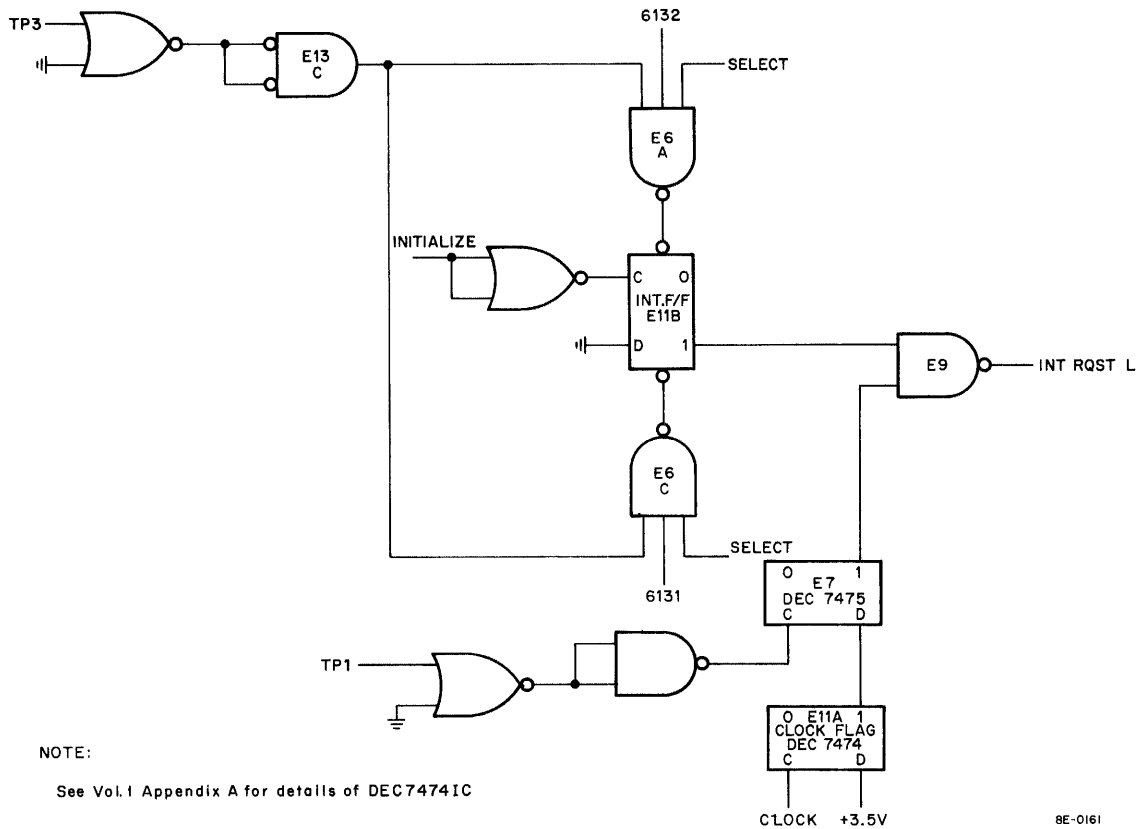 6132
TP3
E13
C
SELECT
E6
A
INITIALIZE
C O
INT.F/F
E11B
D 1
E9
INT RQST L
E6
C
SELECT
6131
O 1
E7
DEC 7475
C D
TP1
O E11A 1
CLOCK FLAG
DEC 7474
C D
NOTE:
See Vol.1 Appendix A for details of DEC7474IC
CLOCK +3.5V
8E-0161